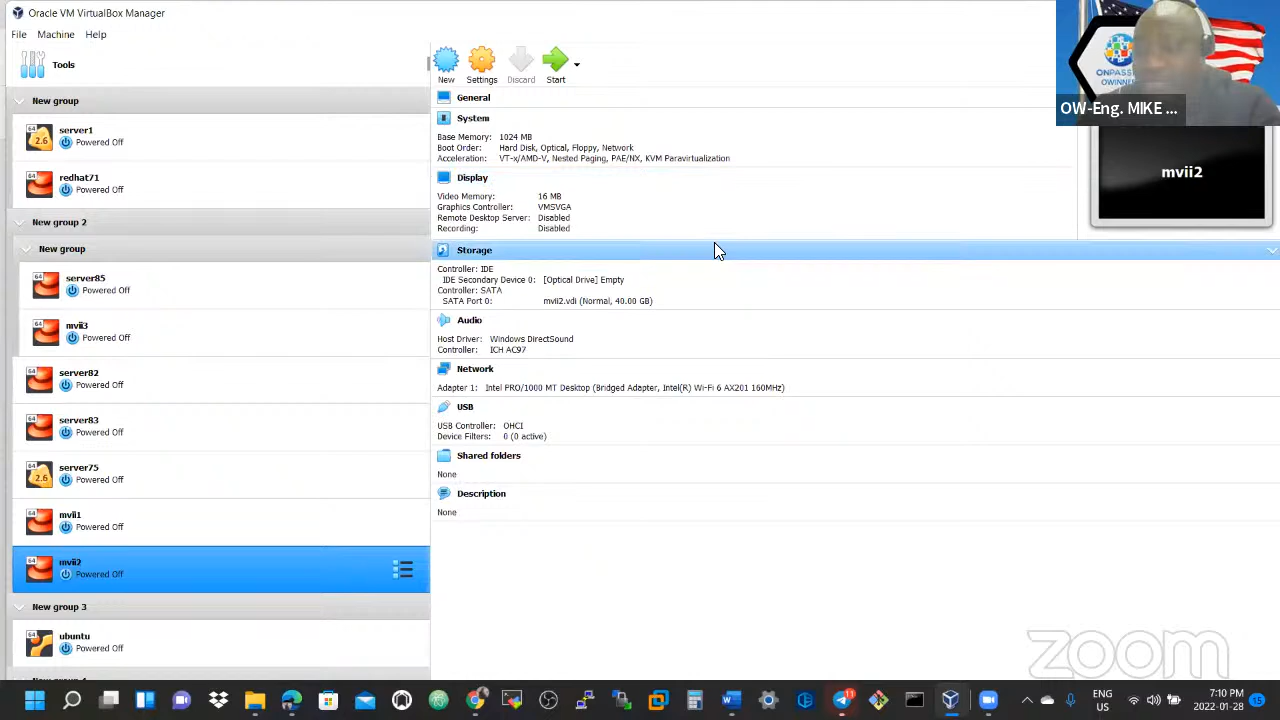 Oracle VM VirtualBox Manager
File Machine Help
Tools
New Settings Discard Start
New group
server1
Powered Off
redhat71
Powered Off
New group 2
New group
server85
Powered Off
mvii3
Powered Off
server82
Powered Off
server83
Powered Off
server75
Powered Off
mvii1
Powered Off
mvii2
Powered Off
New group 3
ubuntu
Powered Off
General
System
Base Memory: 1024 MB
Boot Order: Hard Disk, Optical, Floppy, Network
Acceleration: VT-x/AMD-V, Nested Paging, PAE/NX, KVM Paravirtualization
Display
Video Memory: 16 MB
Graphics Controller: VMSVGA
Remote Desktop Server: Disabled
Recording: Disabled
Storage
Controller: IDE
IDE Secondary Device 0: [Optical Drive] Empty
Controller: SATA
SATA Port 0: mvii2.vdi (Normal, 40.00 GB)
Audio
Host Driver: Windows DirectSound
Controller: ICH AC97
Network
Adapter 1: Intel PRO/1000 MT Desktop (Bridged Adapter, Intel(R) Wi-Fi 6 AX201 160MHz)
USB
USB Controller: OHCI
Device Filters: 0 (0 active)
Shared folders
None
Description
None
OW-Eng. MIKE ...
mvii2
zoom
11
ENG
US
7:10 PM
2022-01-28
15